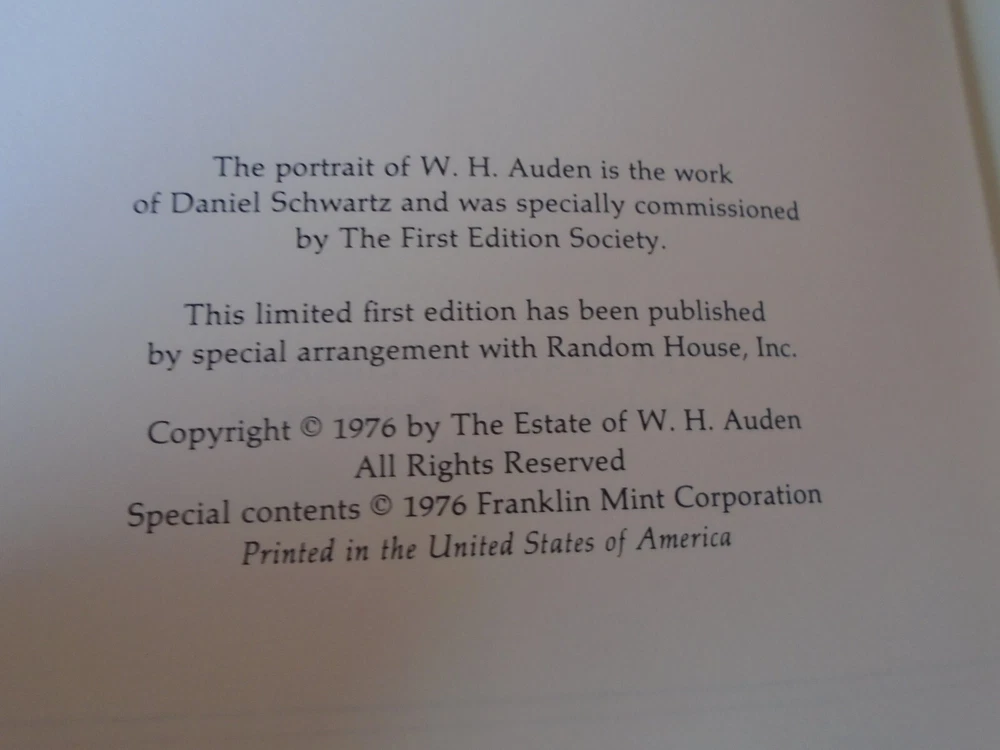 The portrait of W. H. Auden is the work
of Daniel Schwartz and was specially commissioned
by The First Edition Society.
This limited first edition has been published
by special arrangement with Random House, Inc.
Copyright © 1976 by The Estate of W. H. Auden
All Rights Reserved
Special contents © 1976 Franklin Mint Corporation
Printed in the United States of America